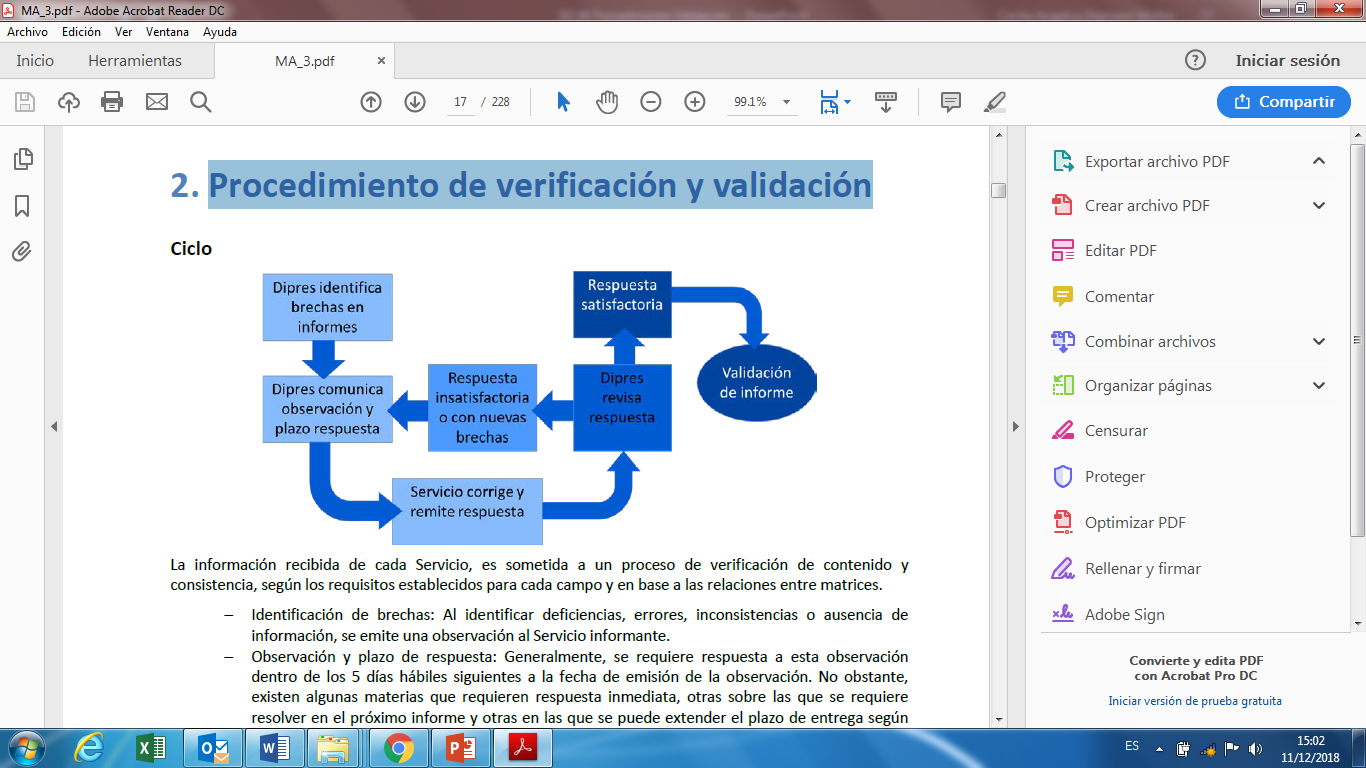 MA_3.pdf - Adobe Acrobat Reader DC
Archivo Edición Ver Ventana Ayuda
Inicio Herramientas MA_3.pdf × Iniciar sesión
17 / 228 99.1% Compartir
2. Procedimiento de verificación y validación
Ciclo
Dipres identifica
brechas en
informes
Dipres comunica
observación y
plazo respuesta
Servicio corrige y
remite respuesta
Dipres
revisa
respuesta
Respuesta
insatisfactoria
o con nuevas
brechas
Respuesta
satisfactoria
Validación
de informe
La información recibida de cada Servicio, es sometida a un proceso de verificación de contenido y
consistencia, según los requisitos establecidos para cada campo y en base a las relaciones entre matrices.
– Identificación de brechas: Al identificar deficiencias, errores, inconsistencias o ausencia de
información, se emite una observación al Servicio informante.
– Observación y plazo de respuesta: Generalmente, se requiere respuesta a esta observación
dentro de los 5 días hábiles siguientes a la fecha de emisión de la observación. No obstante,
existen algunas materias que requieren respuesta inmediata, otras sobre las que se requiere
resolver en el próximo informe y otras en las que se puede extender el plazo de entrega según
Exportar archivo PDF
Crear archivo PDF
Editar PDF
Comentar
Combinar archivos
Organizar páginas
Censurar
Proteger
Optimizar PDF
Rellenar y firmar
Adobe Sign
Convierte y edita PDF
con Acrobat Pro DC
Iniciar versión de prueba gratuita
ES
15:02
11/12/2018